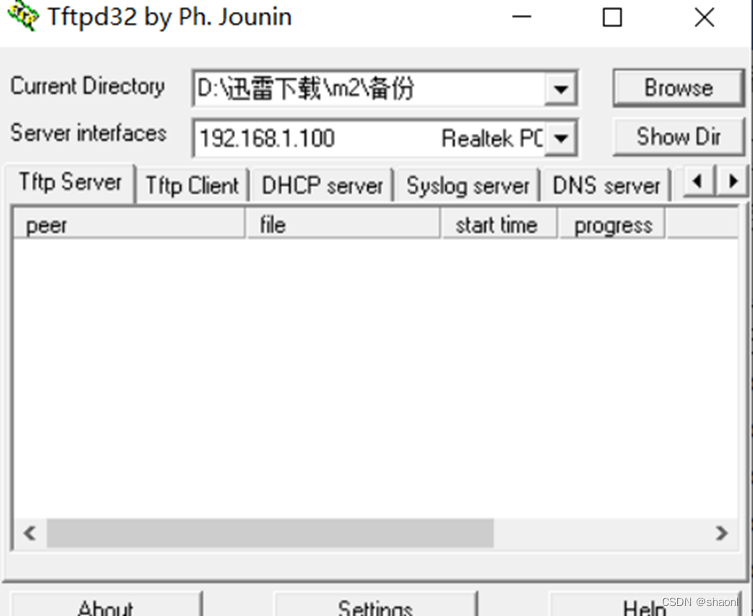 Tftpd32 by Ph. Jounin
Current Directory D:\迅雷下载\m2\备份 Browse
Server interfaces 192.168.1.100 Realtek PC Show Dir
Tftp Server Tftp Client DHCP server Syslog server DNS server
peer file start time progress
About Settings Help
CSDN @shaonl